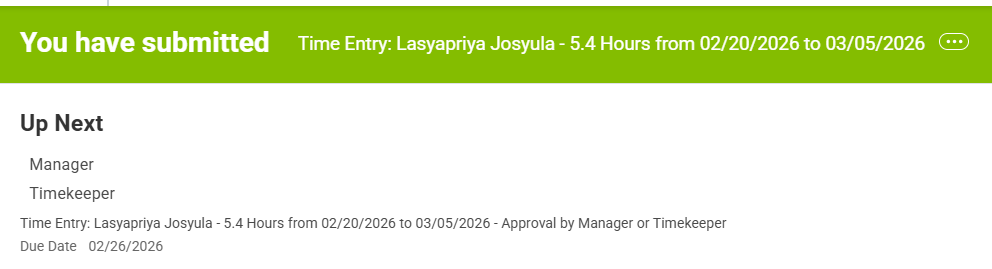 You have submitted Time Entry: Lasyapriya Josyula - 5.4 Hours from 02/20/2026 to 03/05/2026
Up Next
Manager
Timekeeper
Time Entry: Lasyapriya Josyula - 5.4 Hours from 02/20/2026 to 03/05/2026 - Approval by Manager or Timekeeper
Due Date 02/26/2026